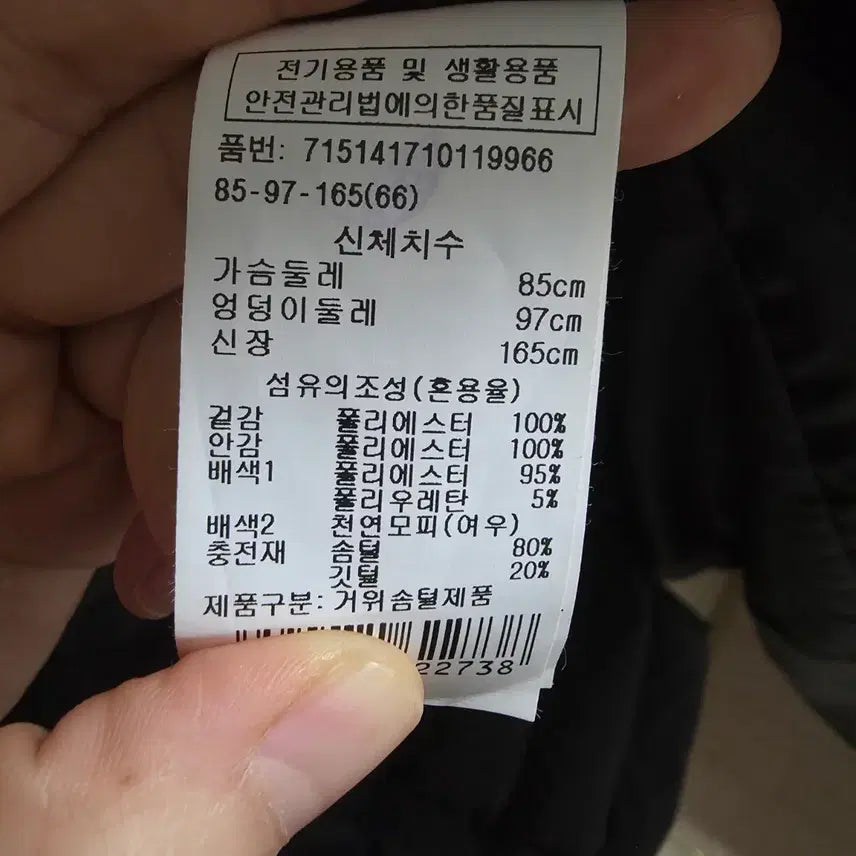 전기용품 및 생활용품
안전관리법에의한품질표시
품번: 715141710119966
85-97-165(66)
신체치수
가슴둘레 85cm
엉덩이둘레 97cm
신장 165cm
섬유의조성(혼용율)
겉감 폴리에스터 100%
안감 폴리에스터 100%
배색1 폴리에스터 95%
폴리우레탄 5%
배색2 천연모피(여우)
충전재 솜털 80%
깃털 20%
제품구분: 거위솜털제품
22738